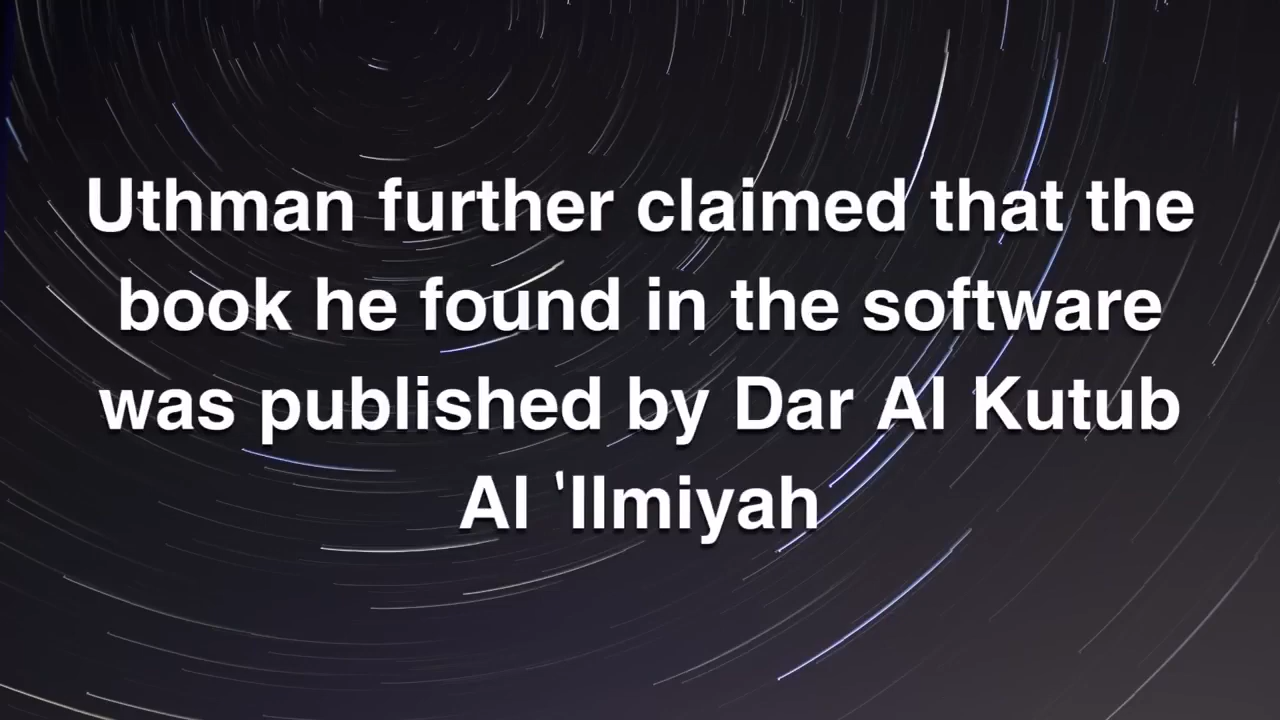 Uthman further claimed that the
book he found in the software
was published by Dar Al Kutub
Al 'Ilmiyah